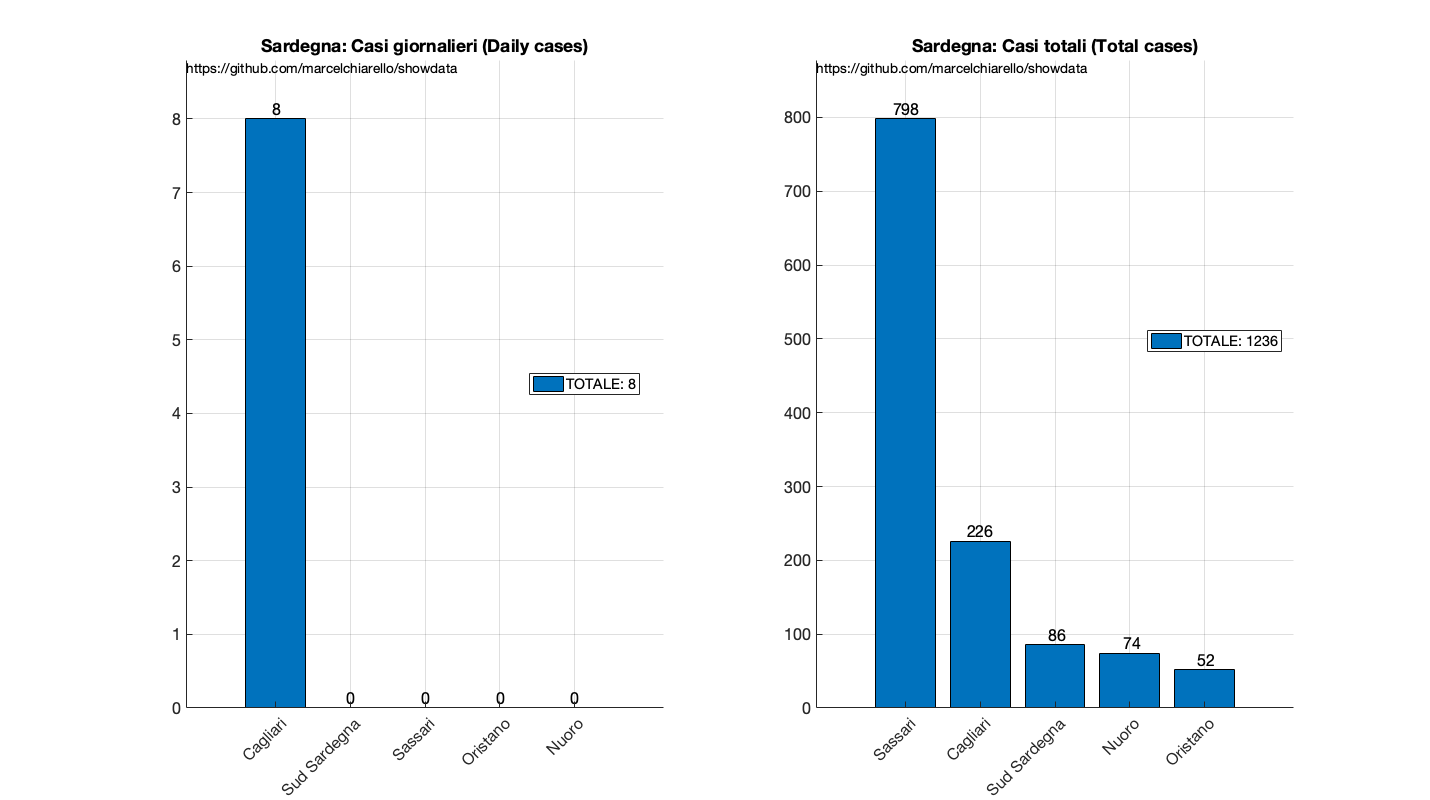 Sardegna: Casi giornalieri (Daily cases)
https://github.com/marcelchiarello/showdata
8
8
7
6
5
4
3
2
1
0
0
0
0
0
TOTALE: 8
Cagliari
Sud Sardegna
Sassari
Oristano
Nuoro
Sardegna: Casi totali (Total cases)
https://github.com/marcelchiarello/showdata
798
800
700
600
500
400
300
200
100
0
226
86
74
52
TOTALE: 1236
Sassari
Cagliari
Sud Sardegna
Nuoro
Oristano